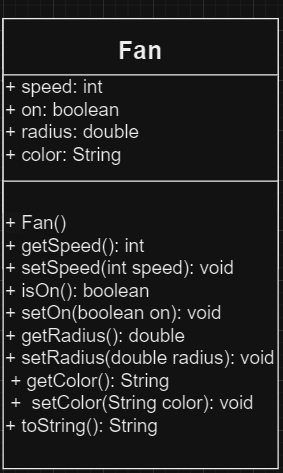 Fan
+ speed: int
+ on: boolean
+ radius: double
+ color: String
+ Fan()
+ getSpeed(): int
+ setSpeed(int speed): void
+ isOn(): boolean
+ setOn(boolean on): void
+ getRadius(): double
+ setRadius(double radius): void
+ getColor(): String
+ setColor(String color): void
+ toString(): String